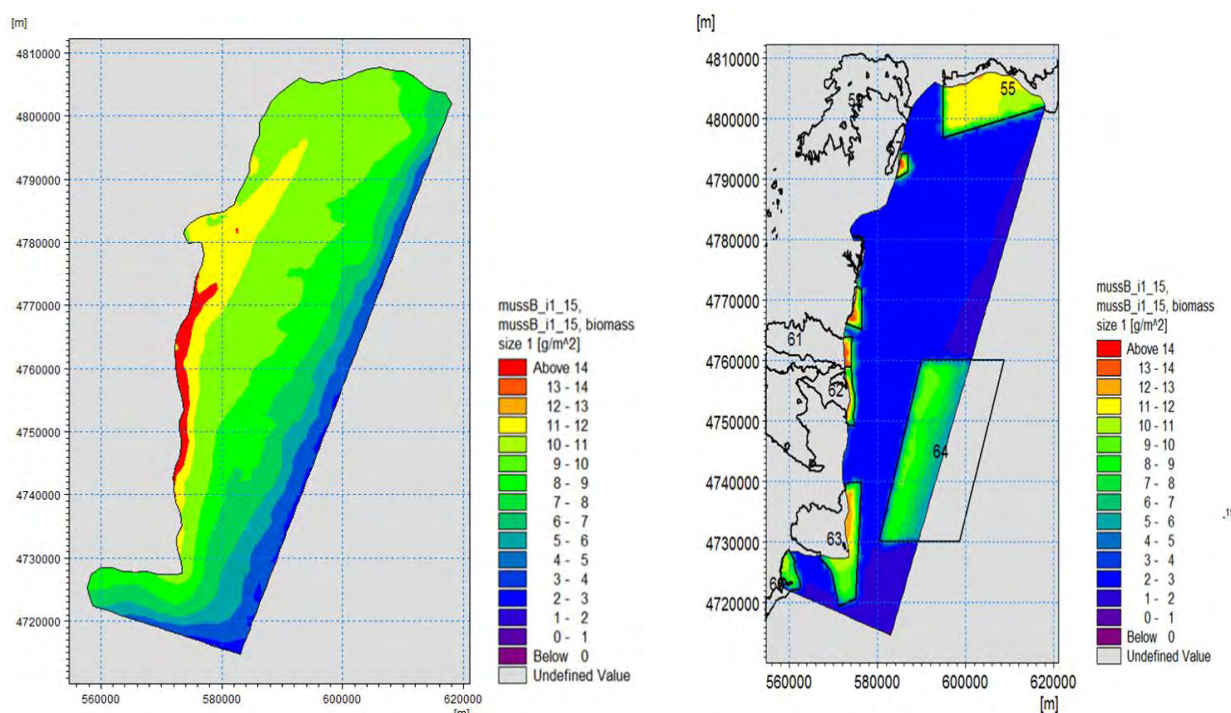 [m]
4810000
4800000
4790000
4780000
4770000
4760000
4750000
4740000
4730000
4720000
560000 580000 600000 620000
[m]
mussB_i1_15,
mussB_i1_15, biomass
size 1 [g/m^2]
Above 14
13 - 14
12 - 13
11 - 12
10 - 11
9 - 10
8 - 9
7 - 8
6 - 7
5 - 6
4 - 5
3 - 4
2 - 3
1 - 2
0 - 1
Below 0
Undefined Value
[m]
4810000
4800000
4790000
4780000
4770000
4760000
4750000
4740000
4730000
4720000
55
61
62
64
63
560000 580000 600000 620000
[m]
mussB_i1_15,
mussB_i1_15, biomass
size 1 [g/m^2]
Above 14
13 - 14
12 - 13
11 - 12
10 - 11
9 - 10
8 - 9
7 - 8
6 - 7
5 - 6
4 - 5
3 - 4
2 - 3
1 - 2
0 - 1
Below 0
Undefined Value